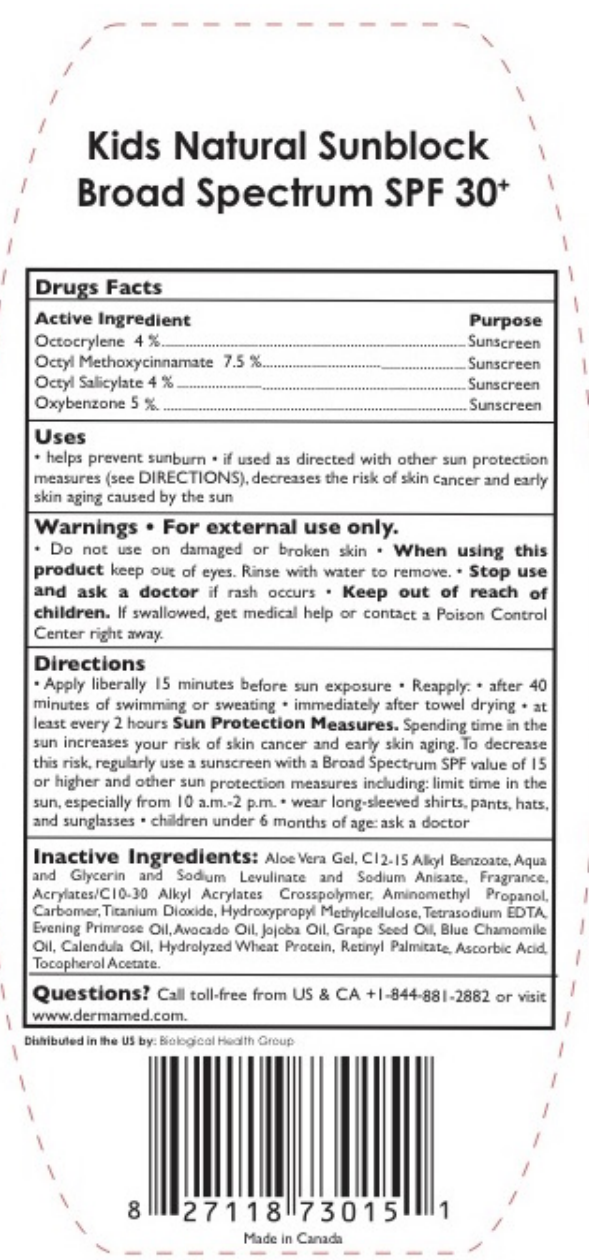 Kids Natural Sunblock
Broad Spectrum SPF 30+
Drugs Facts
Active Ingredient Purpose
Octocrylene 4 %........................Sunscreen
Octyl Methoxycinnamate 7.5 %........................Sunscreen
Octyl Salicylate 4 %........................Sunscreen
Oxybenzone 5 %.........................Sunscreen
Uses
• helps prevent sunburn • if used as directed with other sun protection
measures (see DIRECTIONS), decreases the risk of skin cancer and early
skin aging caused by the sun
Warnings • For external use only.
• Do not use on damaged or broken skin • When using this
product keep out of eyes. Rinse with water to remove. • Stop use
and ask a doctor if rash occurs • Keep out of reach of
children. If swallowed, get medical help or contact a Poison Control
Center right away.
Directions
• Apply liberally 15 minutes before sun exposure • Reapply: • after 40
minutes of swimming or sweating • immediately after towel drying • at
least every 2 hours Sun Protection Measures. Spending time in the
sun increases your risk of skin cancer and early skin aging. To decrease
this risk, regularly use a sunscreen with a Broad Spectrum SPF value of 15
or higher and other sun protection measures including: limit time in the
sun, especially from 10 a.m.-2 p.m. • wear long-sleeved shirts, pants, hats,
and sunglasses • children under 6 months of age: ask a doctor
Inactive Ingredients: Aloe Vera Gel, C12-15 Alkyl Benzoate, Aqua
and Glycerin and Sodium Levulinate and Sodium Anisate, Fragrance,
Acrylates/C10-30 Alkyl Acrylates Crosspolymer, Aminomethyl Propanol,
Carbomer, Titanium Dioxide, Hydroxypropyl Methylcellulose, Tetrasodium EDTA,
Evening Primrose Oil, Avocado Oil, Jojoba Oil, Grape Seed Oil, Blue Chamomile
Oil, Calendula Oil, Hydrolyzed Wheat Protein, Retinyl Palmitate, Ascorbic Acid,
Tocopherol Acetate.
Questions? Call toll-free from US & CA +1-844-881-2882 or visit
www.dermamed.com.
Distributed in the US by: Biological Health Group
8 27118 73015 1
Made in Canada